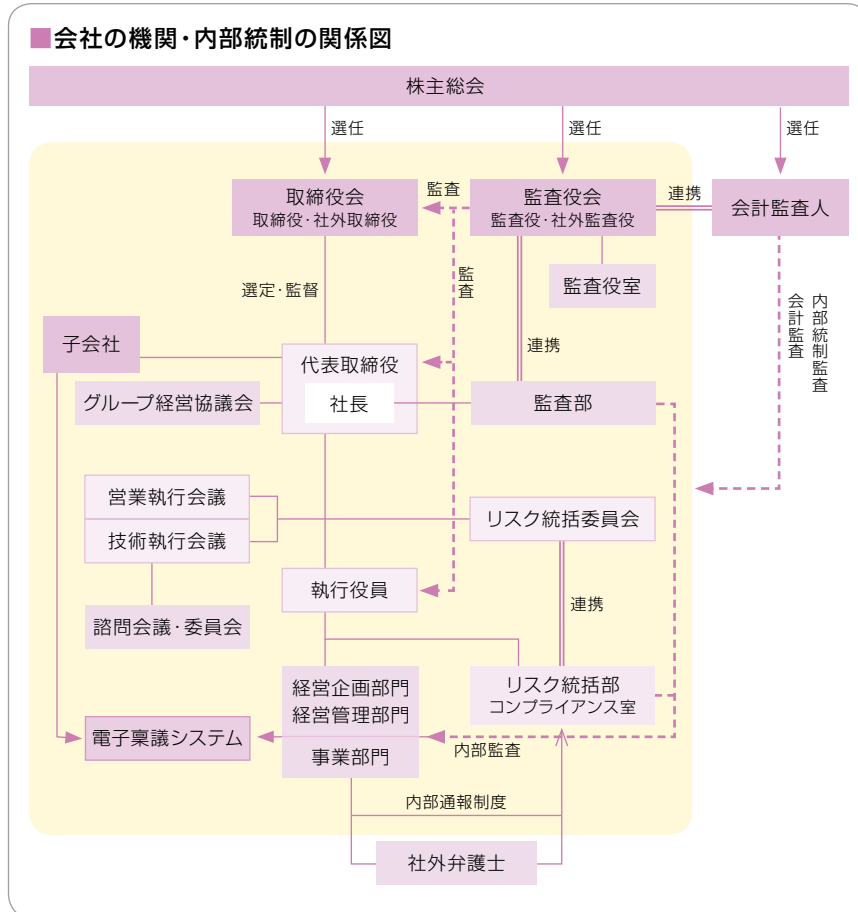 ■会社の機関・内部統制の関係図
株主総会
選任
選任
選任
取締役会
取締役・社外取締役
監査
監査役会
監査役・社外監査役
連携
会計監査人
監査役室
選定・監督
監査
内部統制監査
会計監査
子会社
連携
代表取締役
社長
グループ経営協議会
監査部
営業執行会議
技術執行会議
リスク統括委員会
執行役員
連携
諮問会議・委員会
経営企画部門
経営管理部門
リスク統括部
コンプライアンス室
電子稟議システム
事業部門
内部監査
内部通報制度
社外弁護士